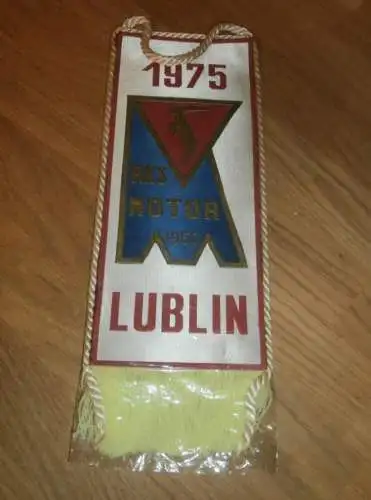 1975
RKS
MOTOR
1950
LUBLIN